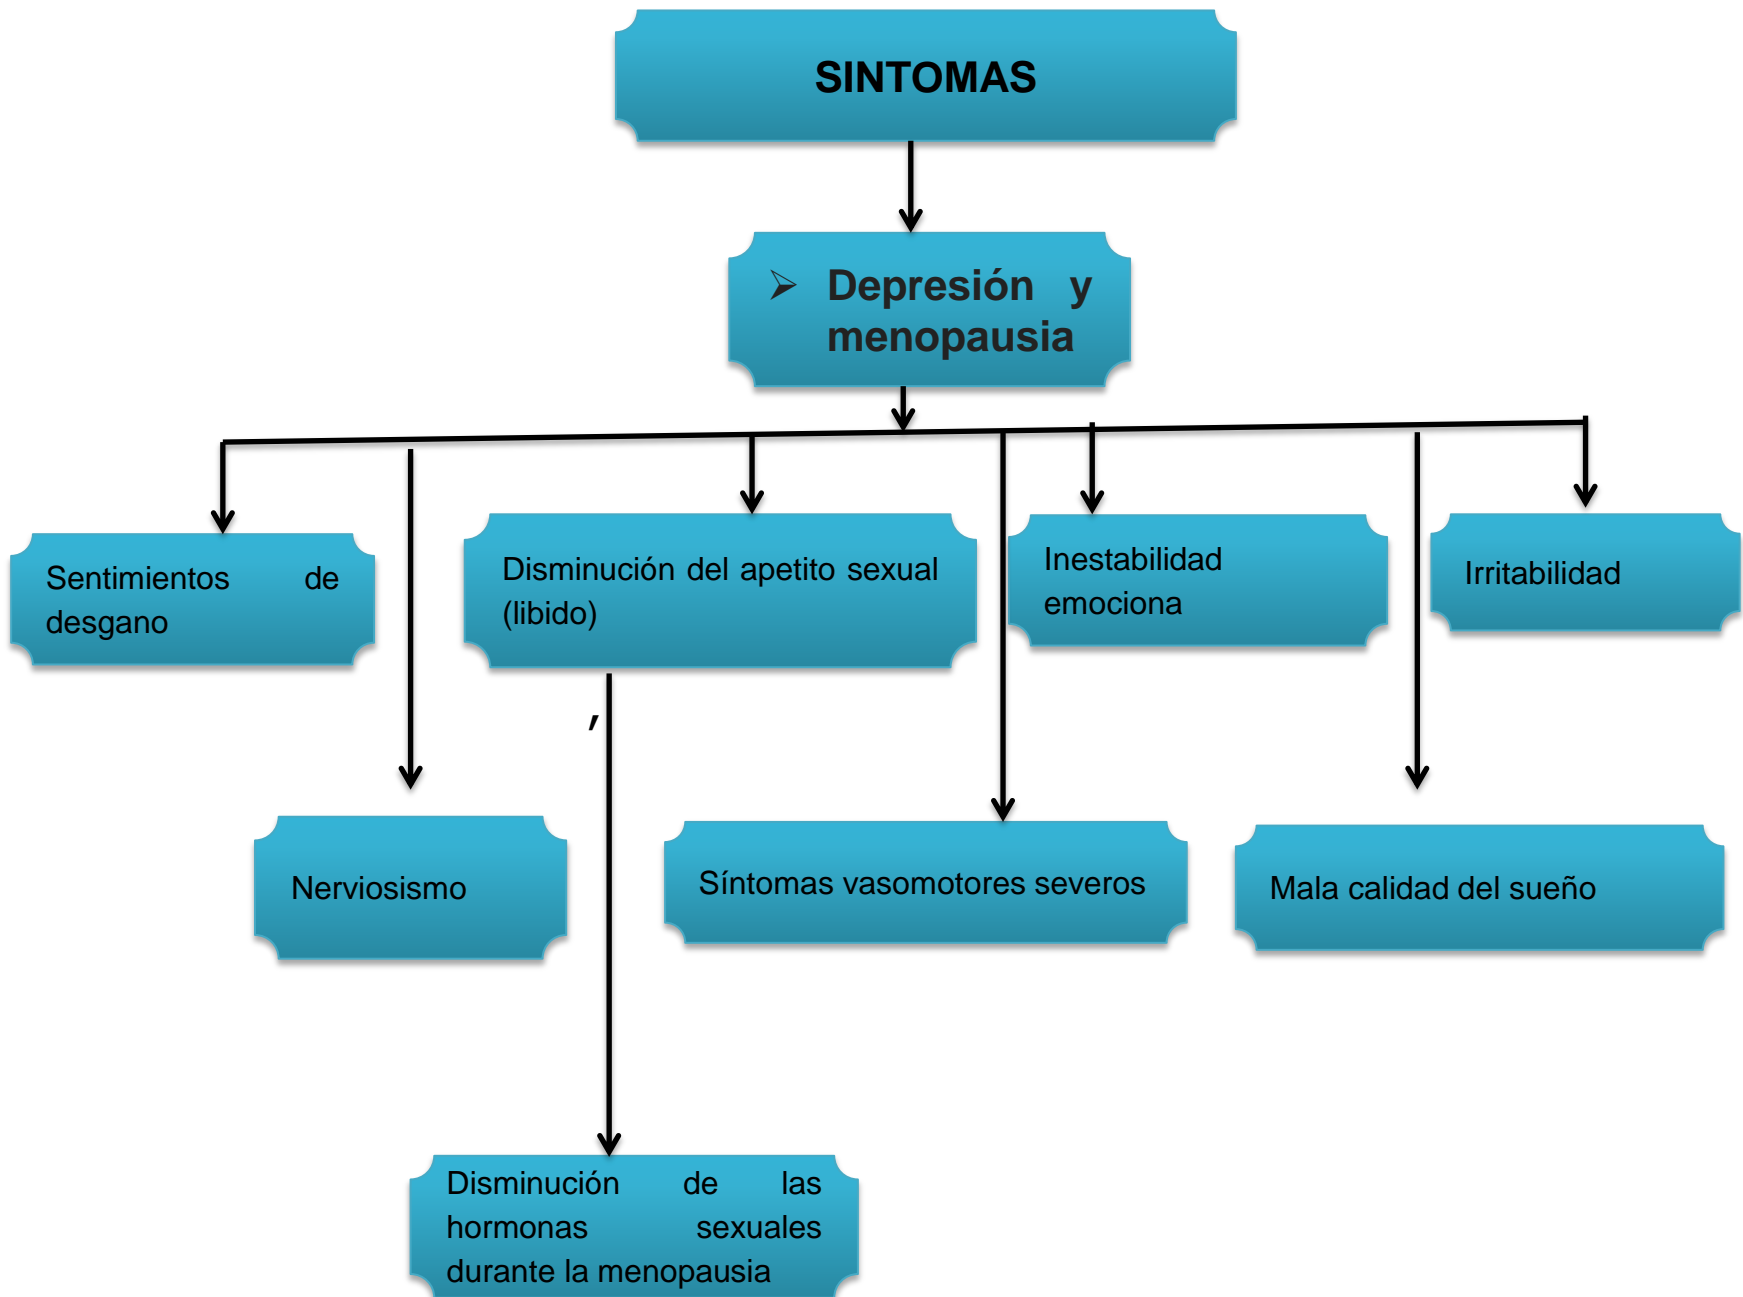 SINTOMAS
➢ Depresión y
menopausia
Sentimientos de
desgano
Disminución del apetito sexual
(libido)
Inestabilidad
emociona
Irritabilidad
,
Nerviosismo
Síntomas vasomotores severos
Mala calidad del sueño
Disminución de las
hormonas sexuales
durante la menopausia